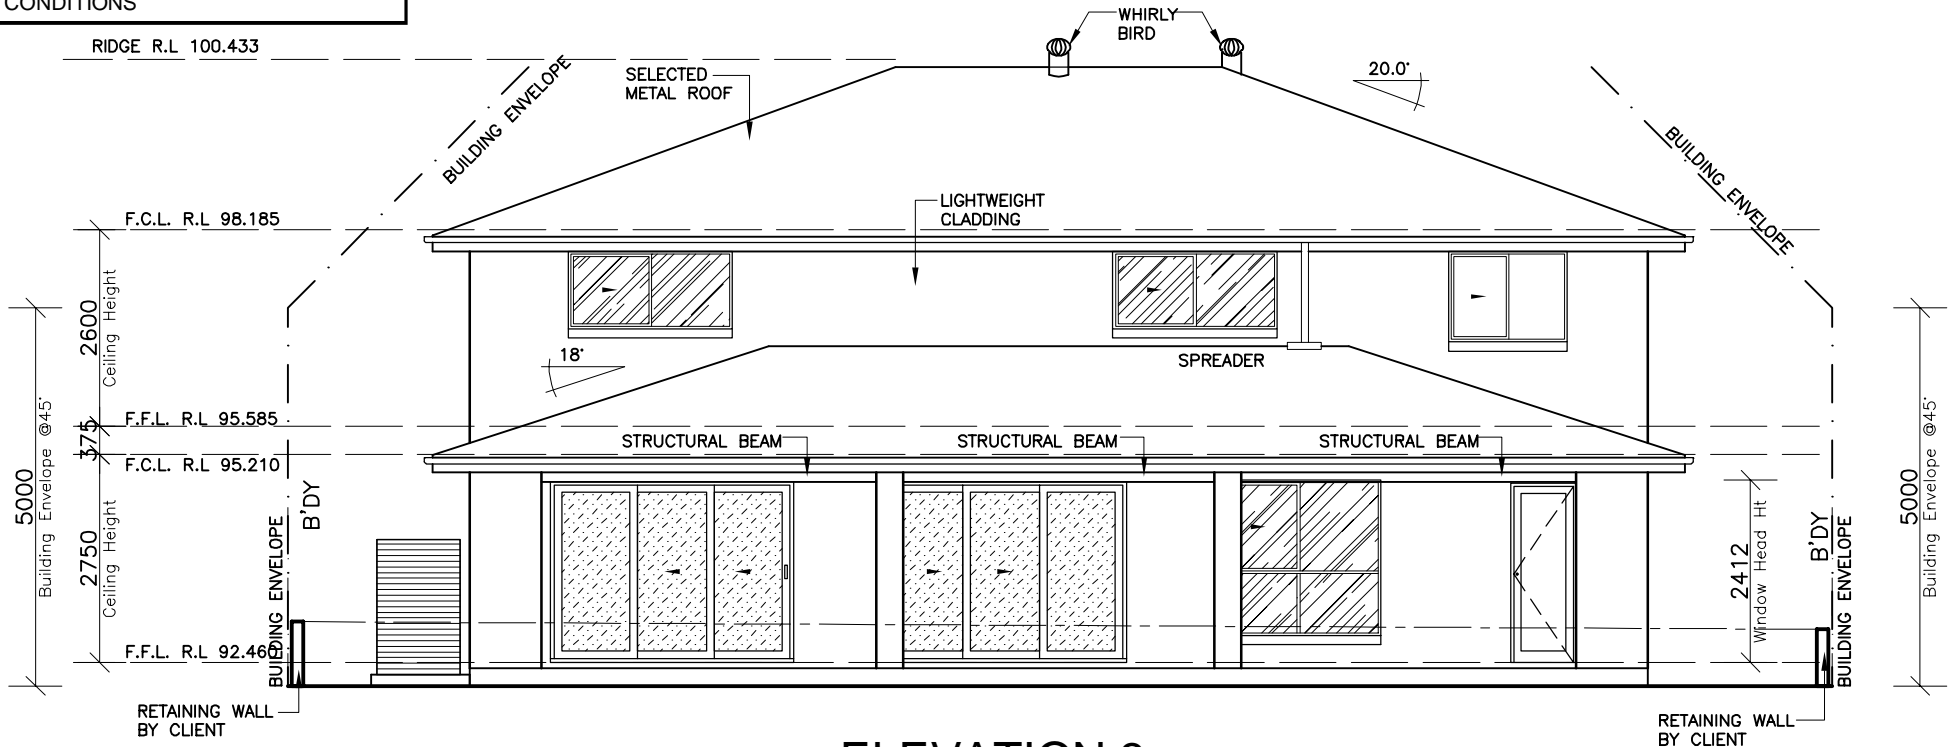 CONDITIONS
WHIRLY
BIRD
RIDGE R.L 100.433
SELECTED
METAL ROOF
20.0°
BUILDING ENVELOPE
BUILDING ENVELOPE
F.C.L. R.L 98.185
LIGHTWEIGHT
CLADDING
2600
Ceiling Height
18°
SPREADER
F.F.L. R.L 95.585
375
STRUCTURAL BEAM
STRUCTURAL BEAM
STRUCTURAL BEAM
F.C.L. R.L 95.210
5000
Building Envelope @45°
2750
Ceiling Height
B'DY
BUILDING ENVELOPE
2412
Window Head Ht
B'DY
BUILDING ENVELOPE
5000
Building Envelope @45°
F.F.L. R.L 92.460
RETAINING WALL
BY CLIENT
RETAINING WALL
BY CLIENT
ELEVATION